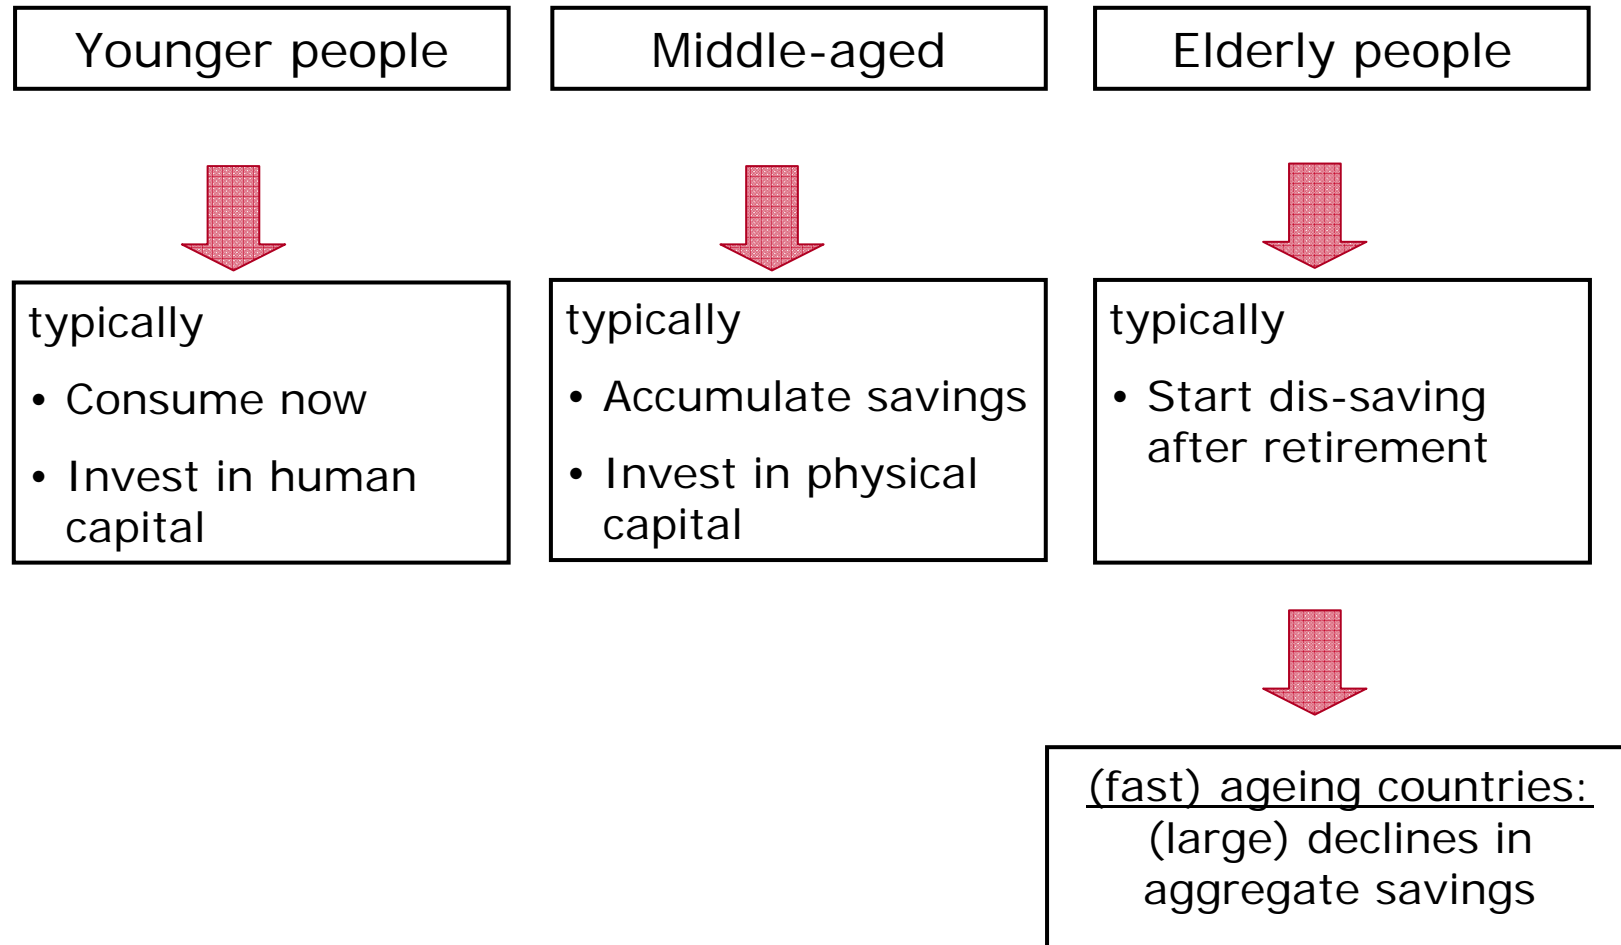 Younger people
Middle-aged
Elderly people
typically
• Consume now
• Invest in human
capital
typically
• Accumulate savings
• Invest in physical
capital
typically
• Start dis-saving
after retirement
(fast) ageing countries:
(large) declines in
aggregate savings